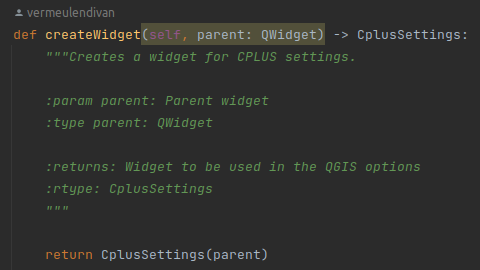 vermeulendivan
def createWidget(self, parent: QWidget) -> CplusSettings:
"""Creates a widget for CPLUS settings.
:param parent: Parent widget
:type parent: QWidget
:returns: Widget to be used in the QGIS options
:rtype: CplusSettings
"""
return CplusSettings(parent)